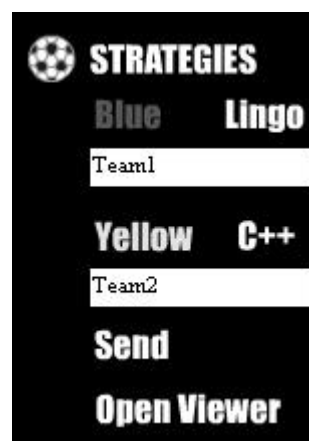 STRATEGIES
Blue Lingo
Team1
Yellow C++
Team2
Send
Open Viewer